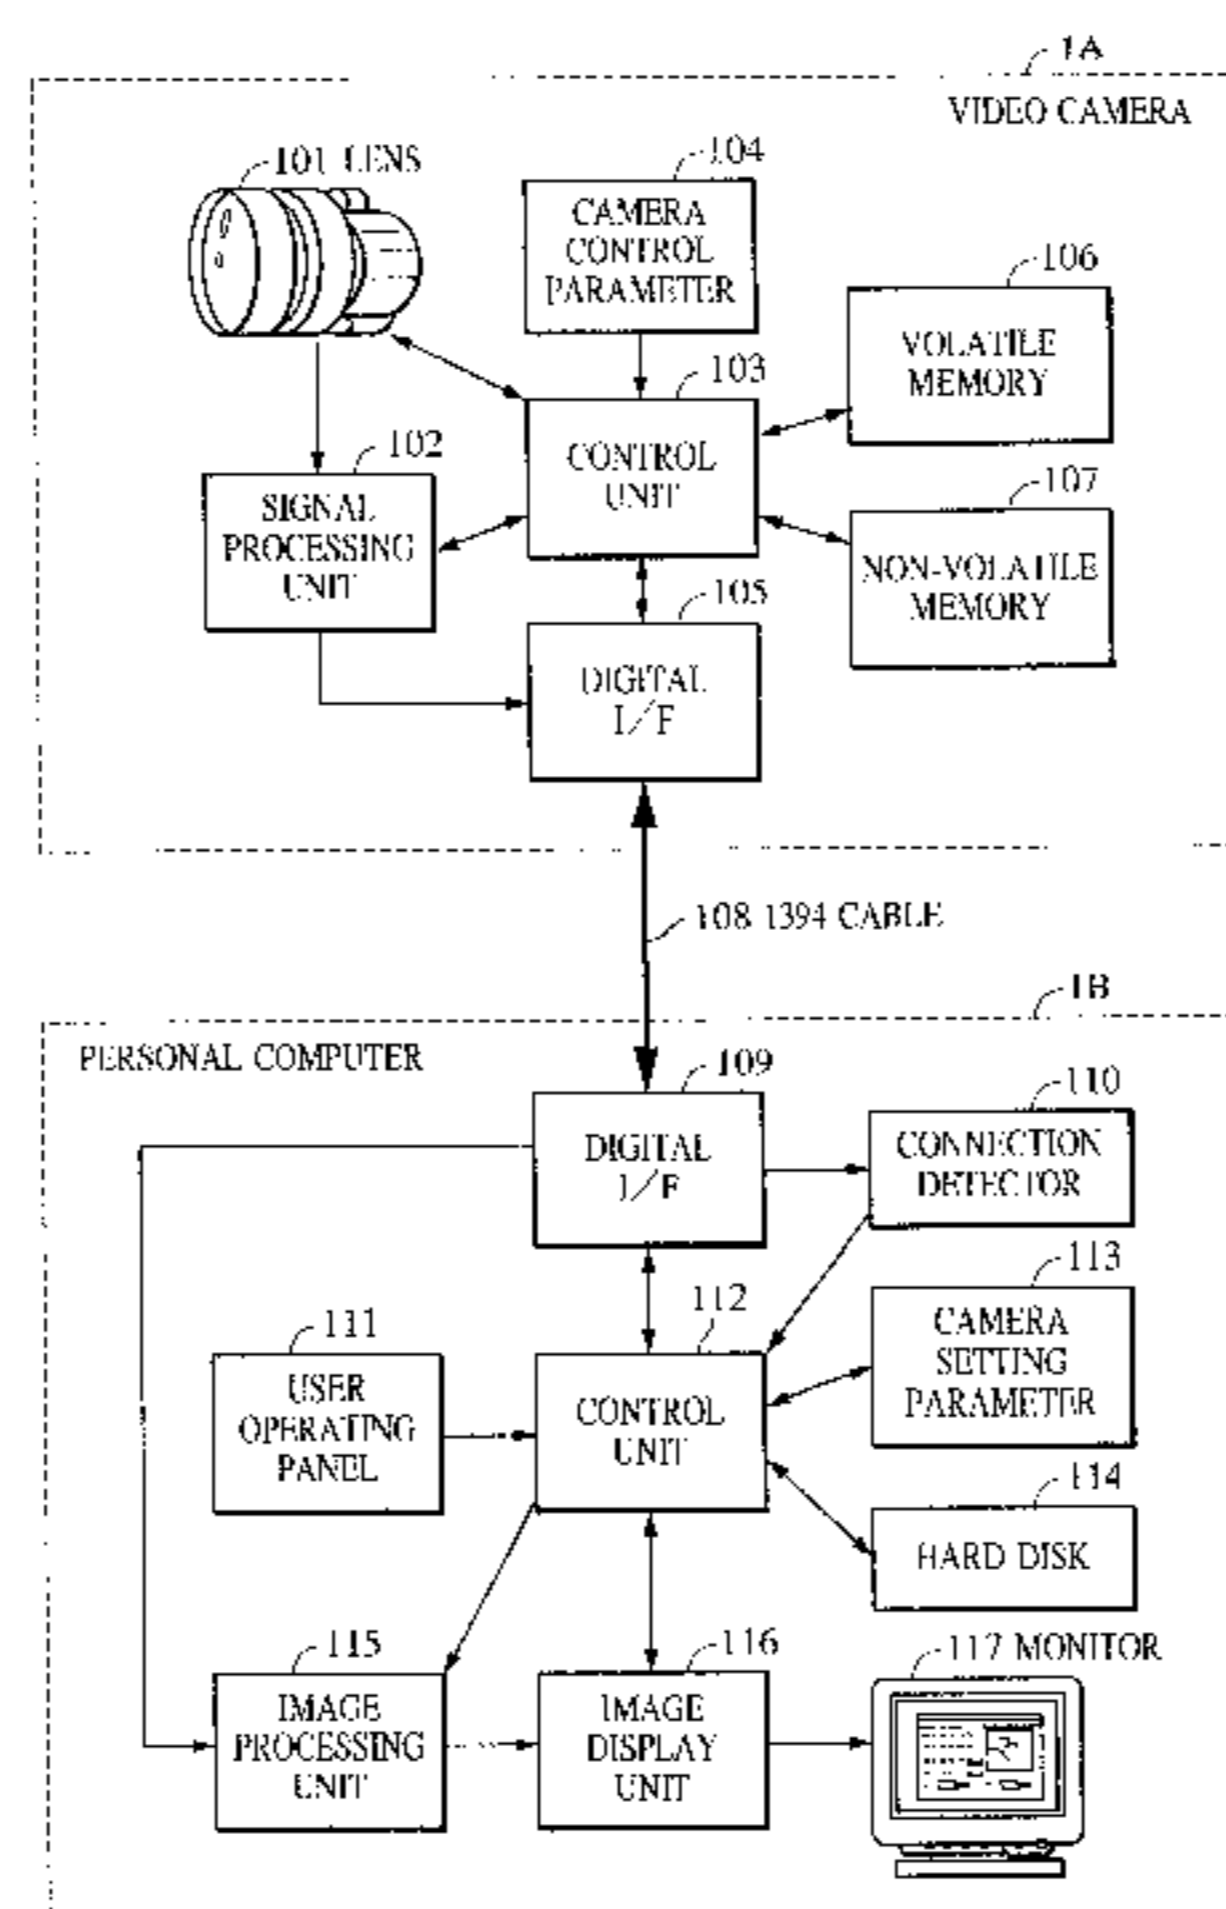 1A
VIDEO CAMERA
101 LENS
104
CAMERA
CONTROL
PARAMETER
106
VOLATILE
MEMORY
103
CONTROL
UNIT
102
SIGNAL
PROCESSING
UNIT
107
NON-VOLATILE
MEMORY
105
DIGITAL
I/F
108 1394 CABLE
1B
PERSONAL COMPUTER
109
DIGITAL
I/F
110
CONNECTION
DETECTOR
113
CAMERA
SETTING
PARAMETER
112
CONTROL
UNIT
111
USER
OPERATING
PANEL
114
HARD DISK
115
IMAGE
PROCESSING
UNIT
116
IMAGE
DISPLAY
UNIT
117 MONITOR